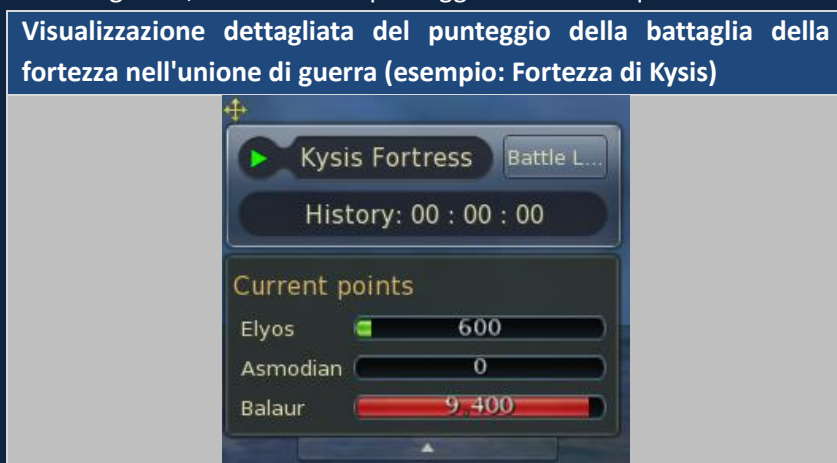 Visualizzazione dettagliata del punteggio della battaglia della
fortezza nell'unione di guerra (esempio: Fortezza di Kysis)
Kysis Fortress
Battle L...
History: 00 : 00 : 00
Current points
Elyos 600
Asmodian 0
Balaur 9.400